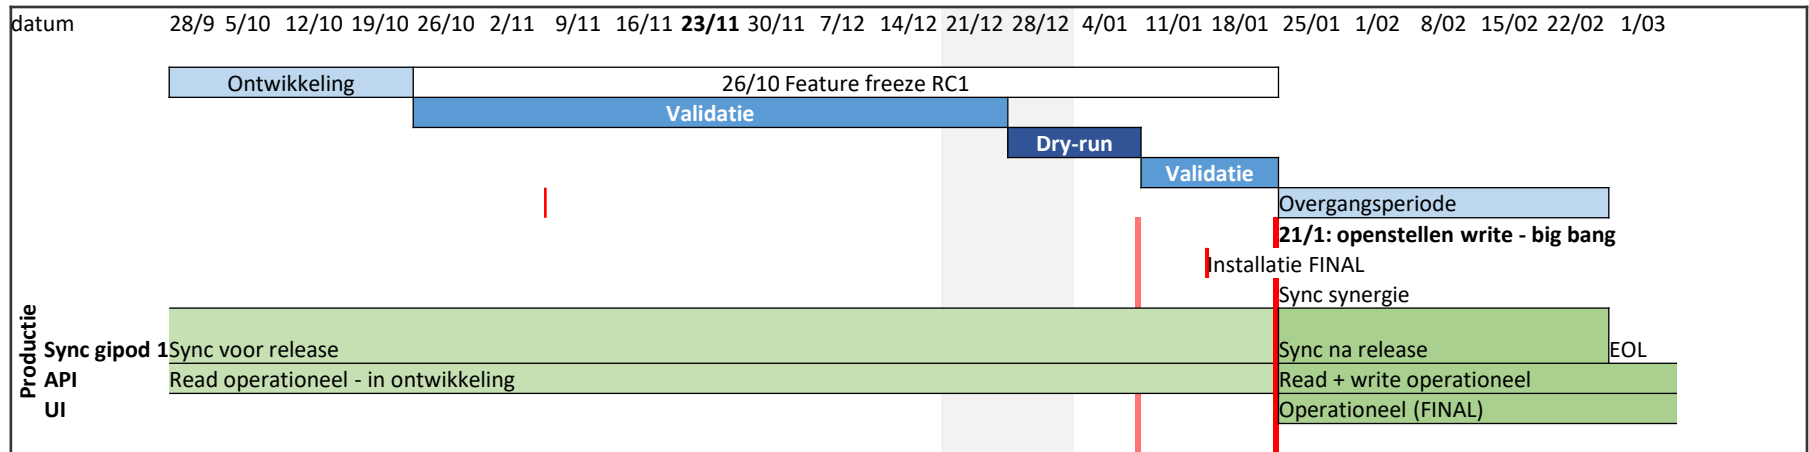 datum 28/9 5/10 12/10 19/10 26/10 2/11 9/11 16/11 23/11 30/11 7/12 14/12 21/12 28/12 4/01 11/01 18/01 25/01 1/02 8/02 15/02 22/02 1/03
Ontwikkeling 26/10 Feature freeze RC1
Validatie
Dry-run
Validatie
Overgangsperiode
21/1: openstellen write - big bang
Installatie FINAL
Sync synergie
Productie
Sync gipod 1 Sync voor release Sync na release EOL
API Read operationeel - in ontwikkeling Read + write operationeel
UI Operationeel (FINAL)